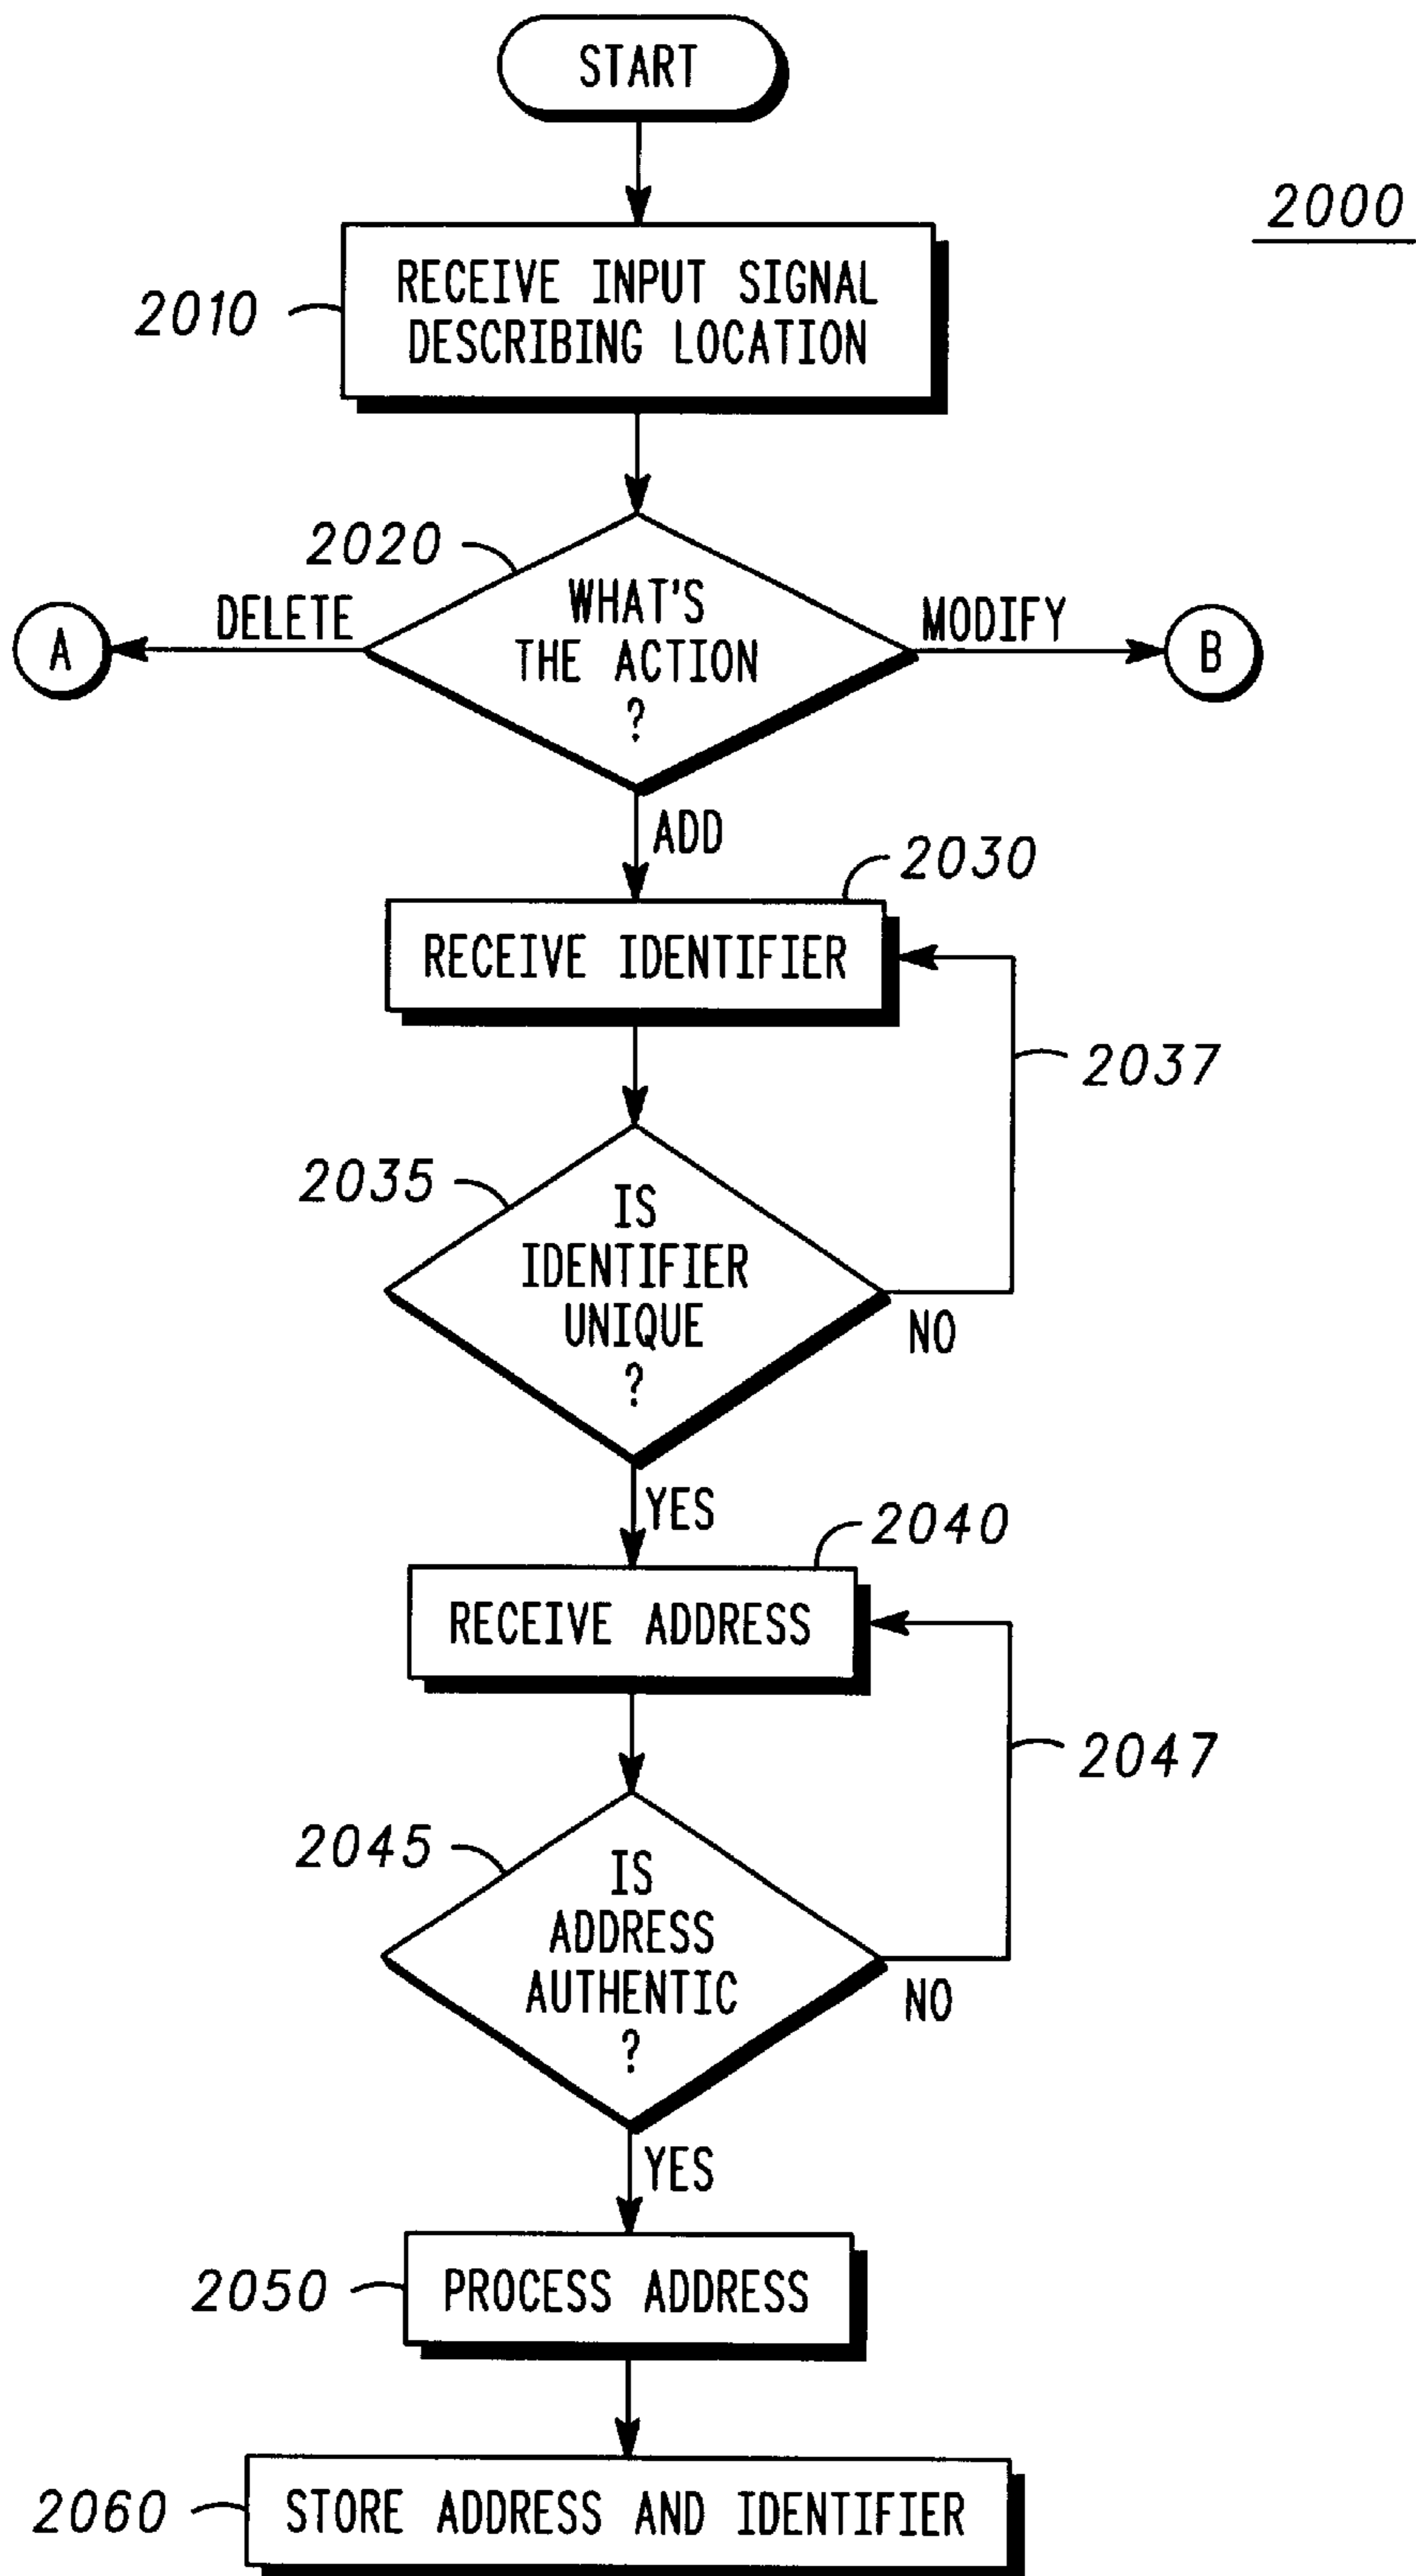 START
2000
2010
RECEIVE INPUT SIGNAL
DESCRIBING LOCATION
2020
WHAT'S
THE ACTION
?
DELETE
A
MODIFY
B
ADD
2030
RECEIVE IDENTIFIER
2037
2035
IS
IDENTIFIER
UNIQUE
?
NO
YES
2040
RECEIVE ADDRESS
2047
2045
IS
ADDRESS
AUTHENTIC
?
NO
YES
2050
PROCESS ADDRESS
2060
STORE ADDRESS AND IDENTIFIER